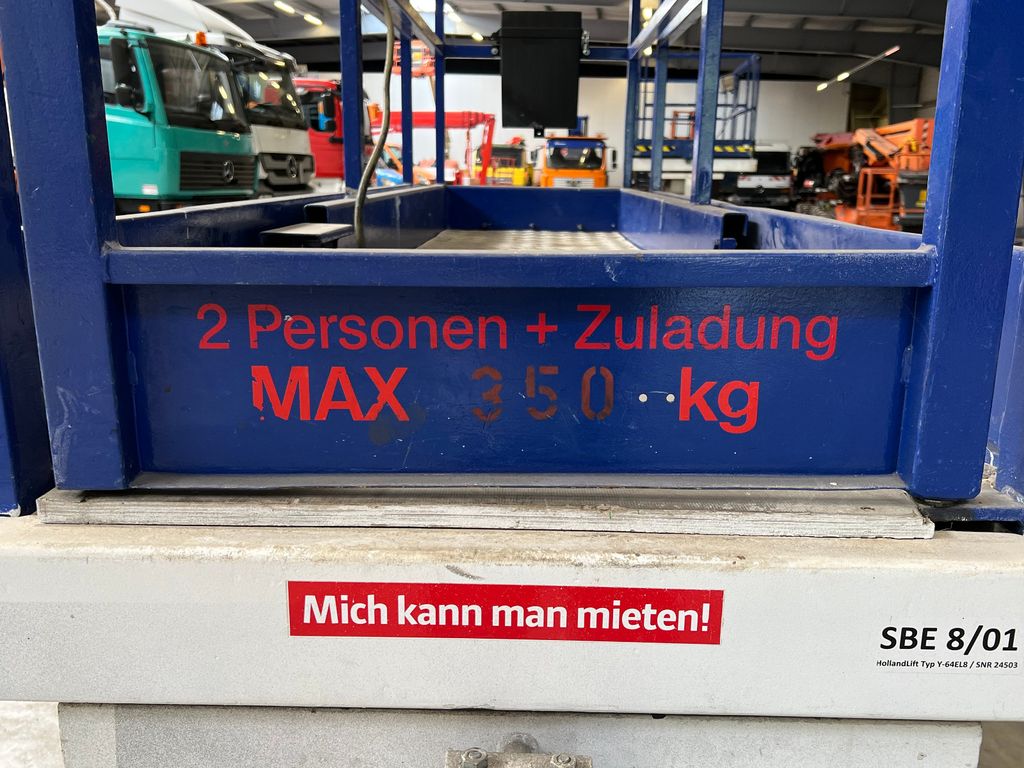 2 Personen + Zuladung
MAX 350 kg
Mich kann man mieten!
SBE 8/01
HollandLift Typ Y-64EL8 / SNR 24503